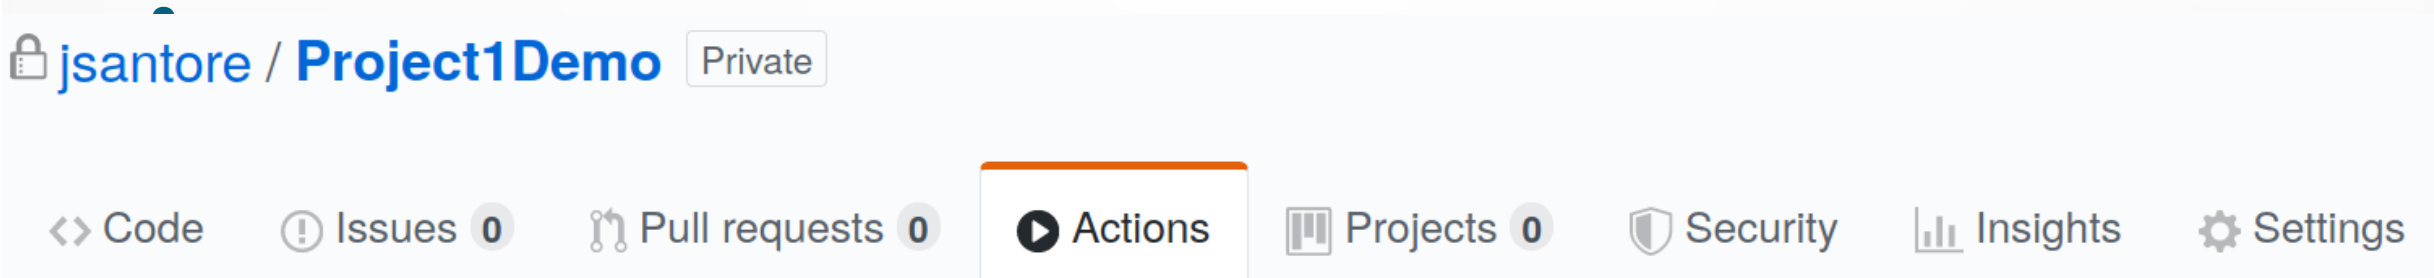 jsantore / Project1Demo Private
Code Issues 0 Pull requests 0 Actions Projects 0 Security Insights Settings